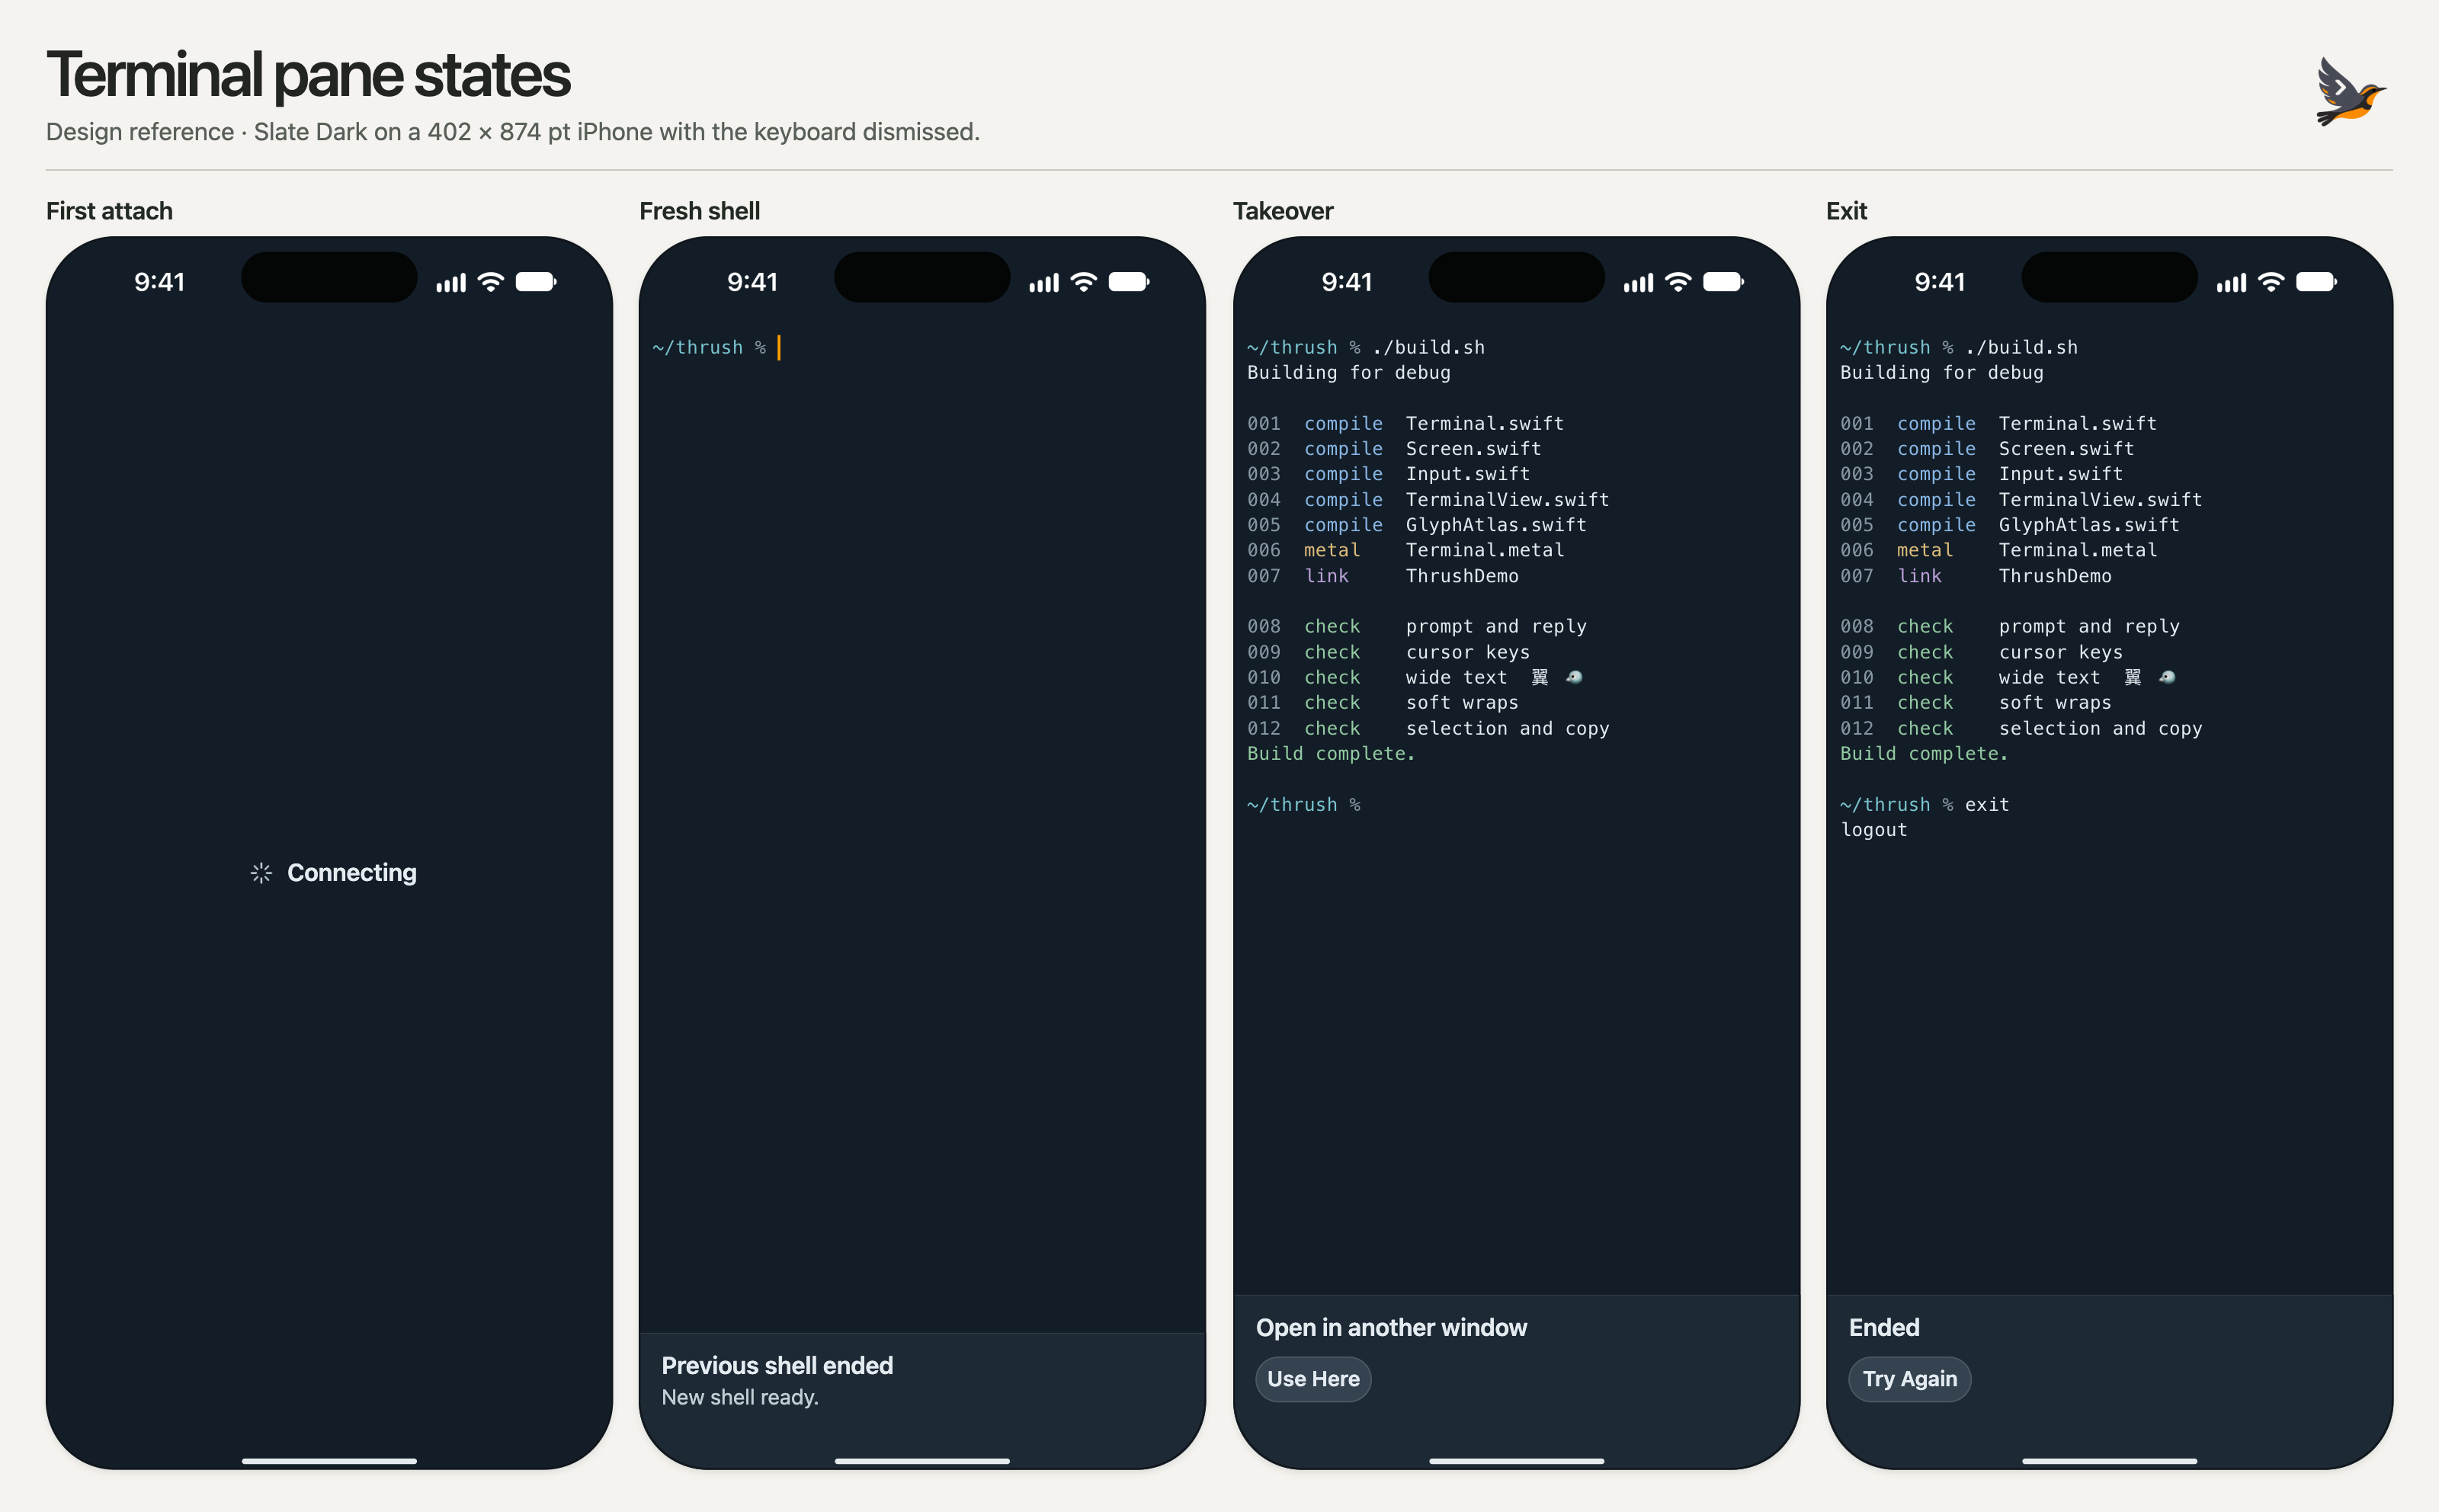 Terminal pane states
Design reference · Slate Dark on a 402 × 874 pt iPhone with the keyboard dismissed.
First attach
9:41
Connecting
Fresh shell
9:41
~/thrush %
Previous shell ended
New shell ready.
Takeover
9:41
~/thrush % ./build.sh
Building for debug
001 compile Terminal.swift
002 compile Screen.swift
003 compile Input.swift
004 compile TerminalView.swift
005 compile GlyphAtlas.swift
006 metal Terminal.metal
007 link ThrushDemo
008 check prompt and reply
009 check cursor keys
010 check wide text 翼 🐦
011 check soft wraps
012 check selection and copy
Build complete.
~/thrush %
Open in another window
Use Here
Exit
9:41
~/thrush % ./build.sh
Building for debug
001 compile Terminal.swift
002 compile Screen.swift
003 compile Input.swift
004 compile TerminalView.swift
005 compile GlyphAtlas.swift
006 metal Terminal.metal
007 link ThrushDemo
008 check prompt and reply
009 check cursor keys
010 check wide text 翼 🐦
011 check soft wraps
012 check selection and copy
Build complete.
~/thrush % exit
logout
Ended
Try Again